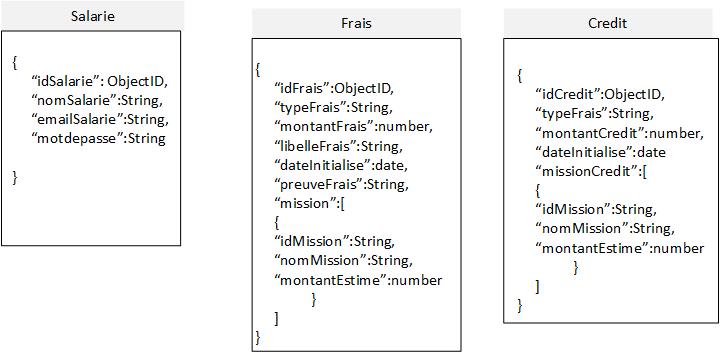 Salarie
{
“idSalarie”: ObjectID,
“nomSalarie”:String,
“emailSalarie”:String,
“motdepasse”:String
}
Frais
{
“idFrais”:ObjectID,
“typeFrais”:String,
“montantFrais”:number,
“libelleFrais”:String,
“dateInitialise”:date,
“preuveFrais”:String,
“mission”:[
{
“idMission”:String,
“nomMission”:String,
“montantEstime”:number
}
]
}
Credit
{
“idCredit”:ObjectID,
“typeFrais”:String,
“montantCredit”:number,
“dateInitialise”:date
“missionCredit”:[
{
“idMission”:String,
“nomMission”:String,
“montantEstime”:number
}
]
}